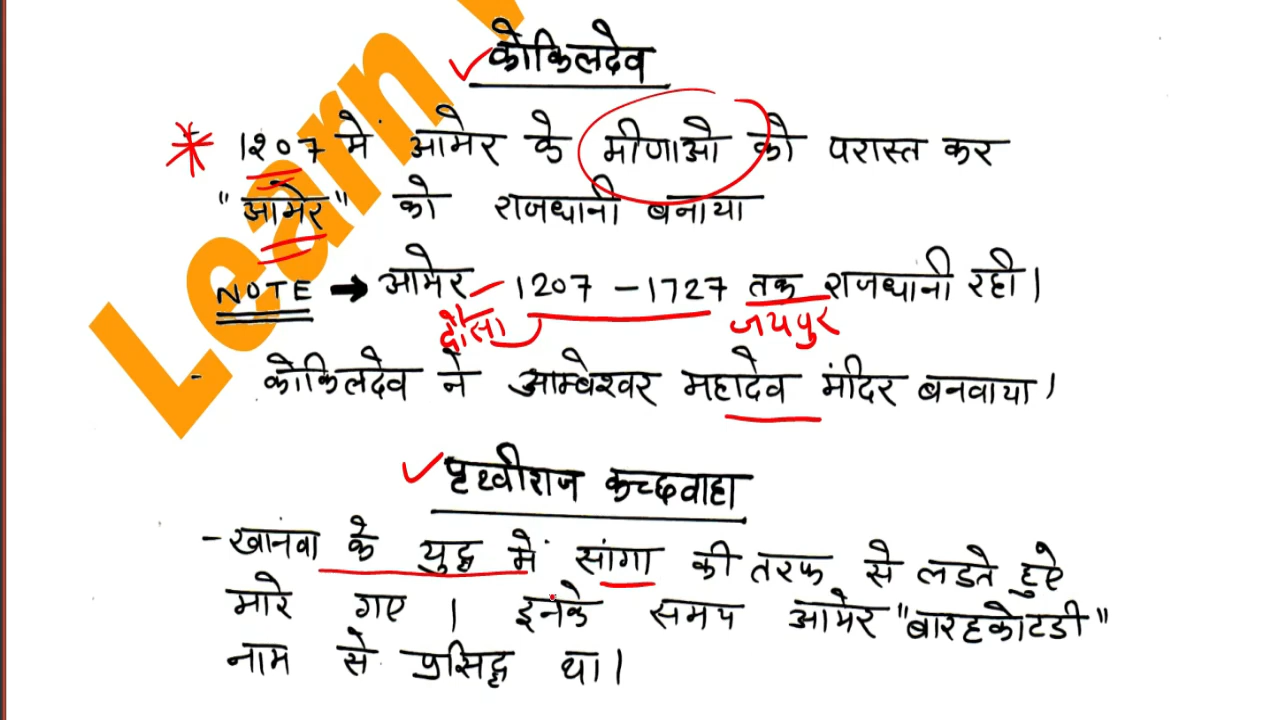 Learn
कोकिलदेव
* 1207 मे आमेर के मीणाओ को परास्त कर
"आमेर" को राजधानी बनाया
NOTE → आमेर 1207 - 1727 तक राजधानी रही।
दौसा जयपुर
- कोकिलदेव ने आम्बेश्वर महादेव मंदिर बनवाया।
पृथ्वीराज कच्छवाहा
- खानवा के युद्ध में सांगा की तरफ से लडते हुऐ
मारे गए। इनके समय आमेर "बारहकोटडी"
नाम से प्रसिद्ध था।